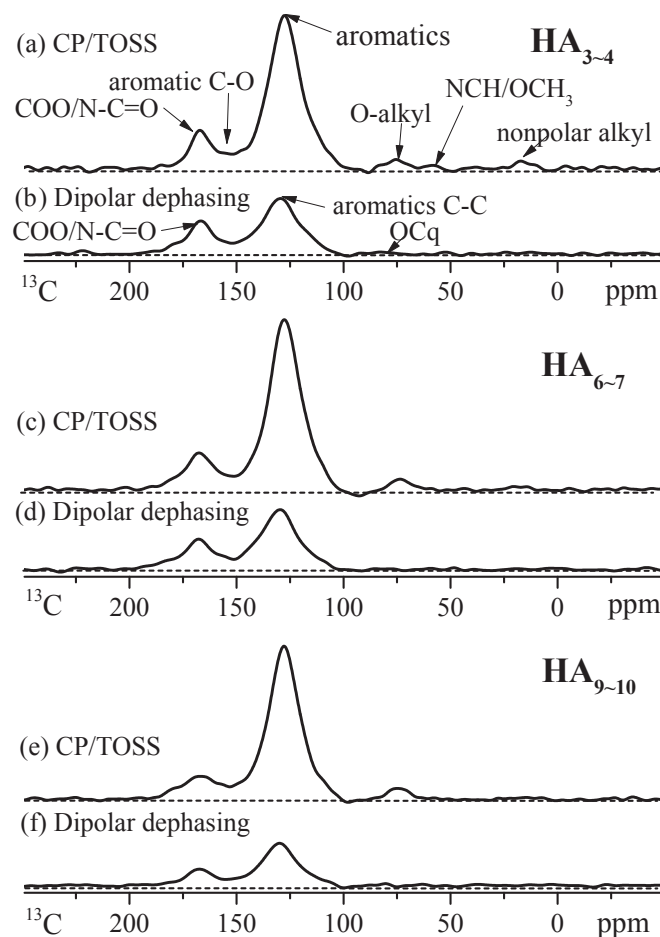 (a) CP/TOSS
aromatics
HA₃~₄
aromatic C-O
COO/N-C=O
NCH/OCH₃
O-alkyl
nonpolar alkyl
(b) Dipolar dephasing
aromatics C-C
COO/N-C=O
OCq
¹³C 200 150 100 50 0 ppm
HA₆~₇
(c) CP/TOSS
(d) Dipolar dephasing
¹³C 200 150 100 50 0 ppm
HA₉~₁₀
(e) CP/TOSS
(f) Dipolar dephasing
¹³C 200 150 100 50 0 ppm